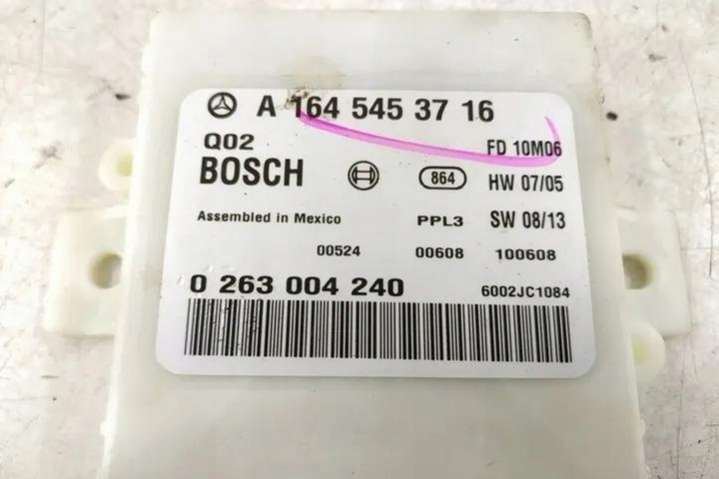 A 164 545 37 16
Q02 FD 10M06
BOSCH 864 HW 07/05
Assembled in Mexico PPL3 SW 08/13
00524 00608 100608
0 263 004 240 6002JC1084